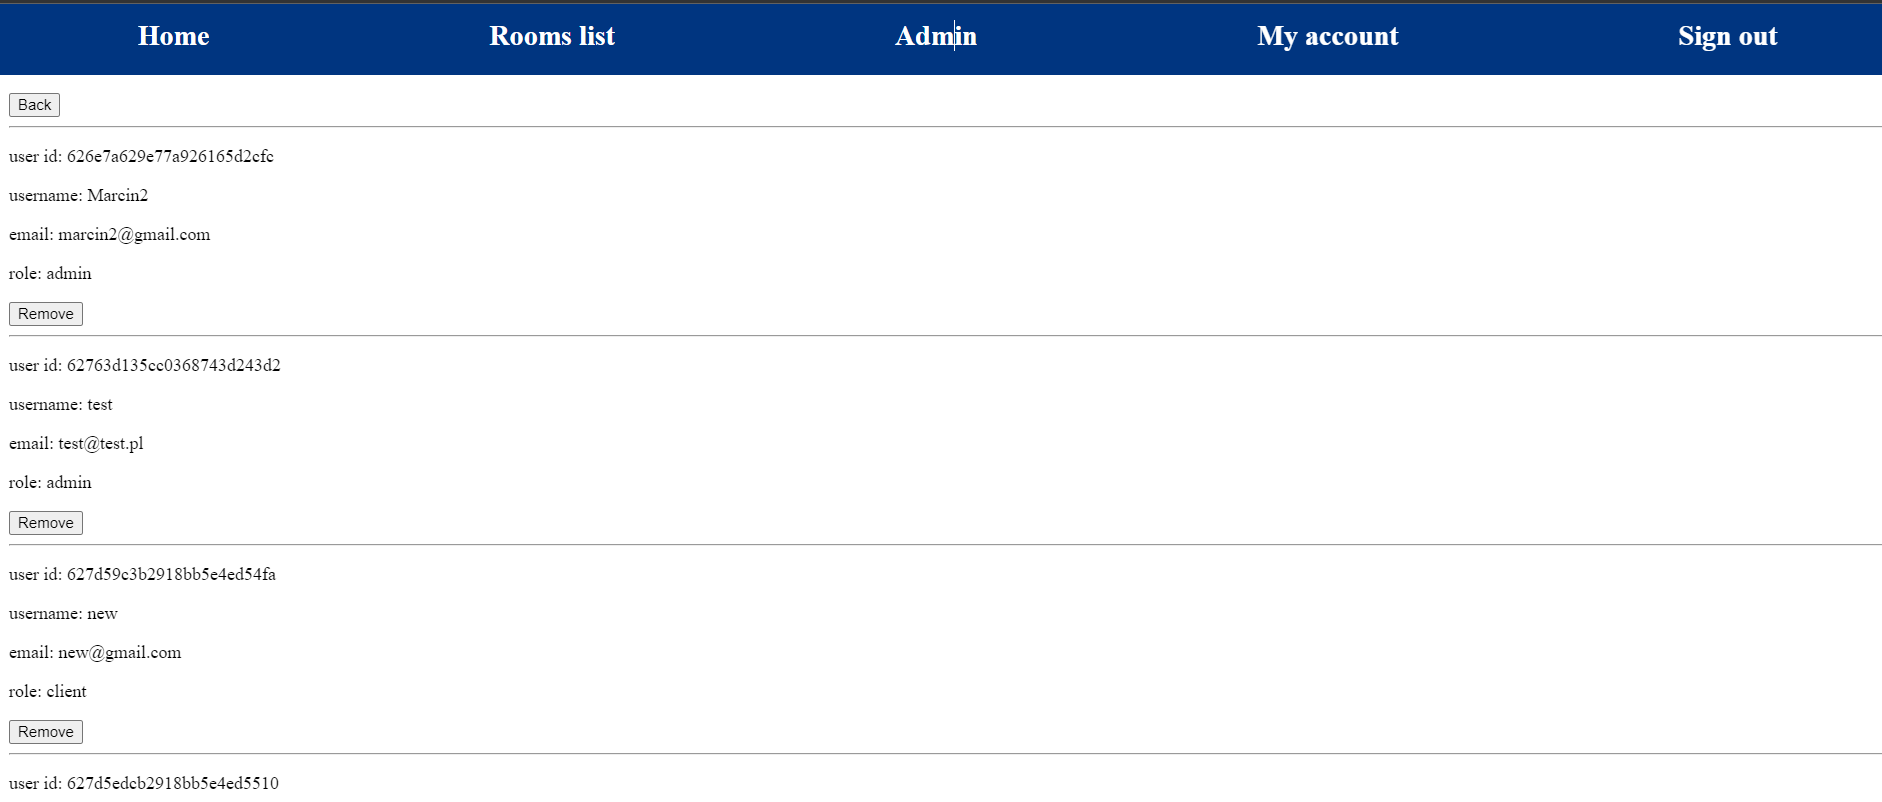 Home Rooms list Admin My account Sign out
Back
user id: 626e7a629e77a926165d2cfc
username: Marcin2
email: marcin2@gmail.com
role: admin
Remove
user id: 62763d135cc0368743d243d2
username: test
email: test@test.pl
role: admin
Remove
user id: 627d59c3b2918bb5e4ed54fa
username: new
email: new@gmail.com
role: client
Remove
user id: 627d5edcb2918bb5e4ed5510